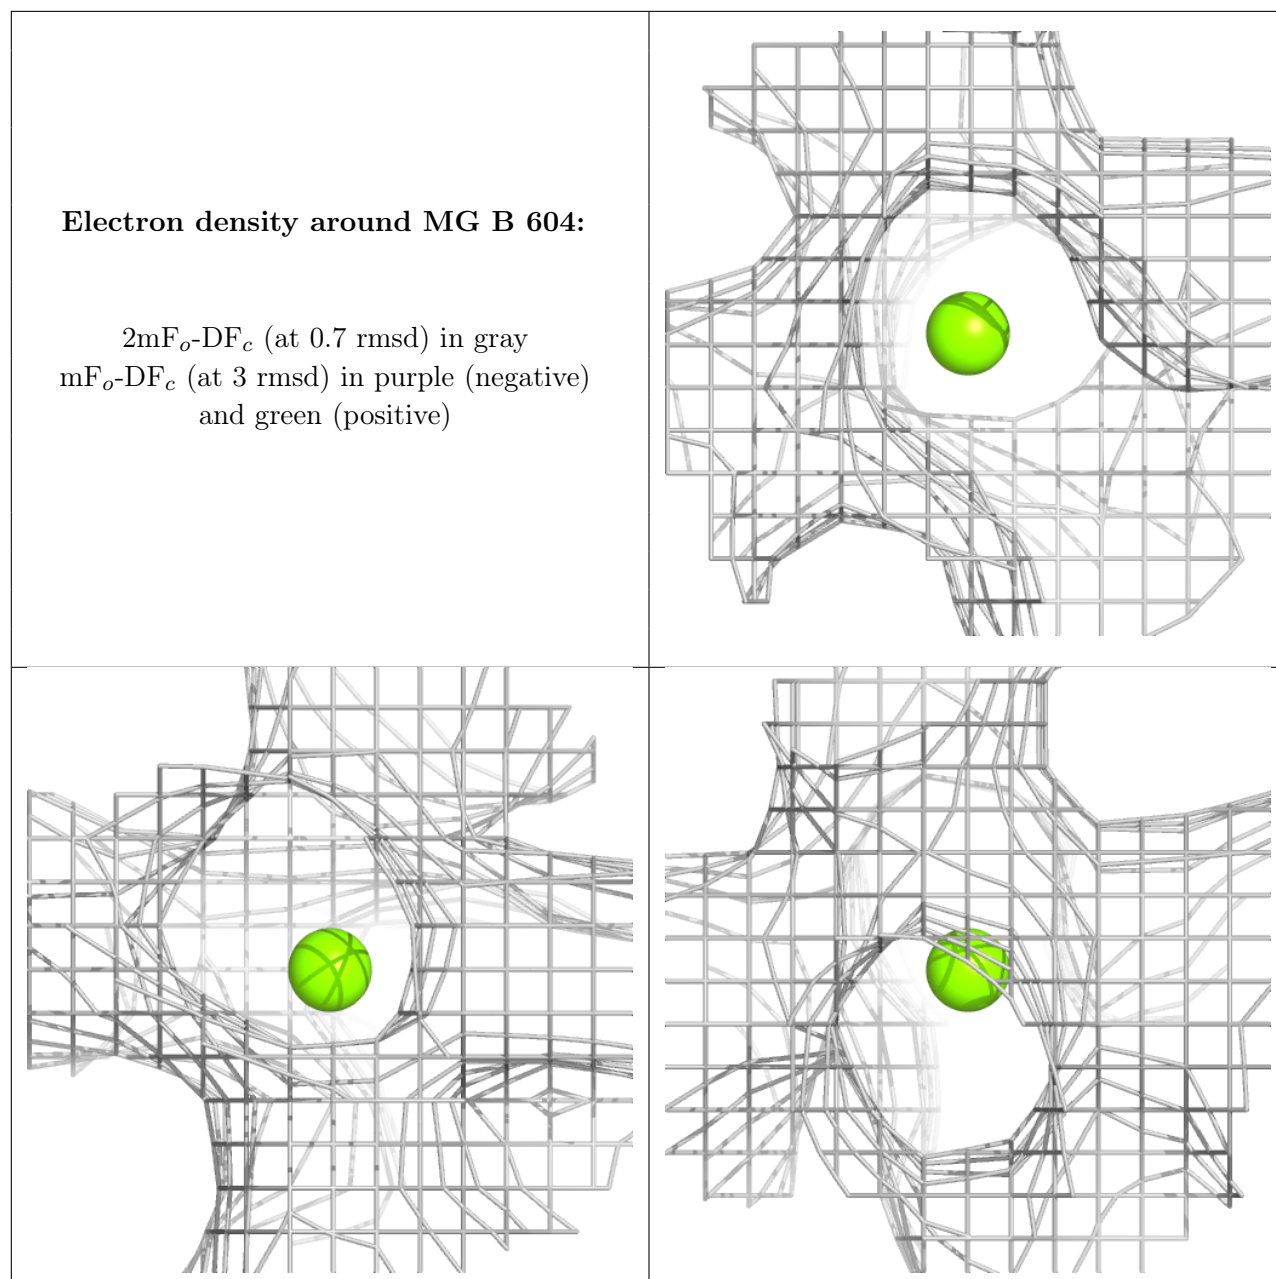 Electron density around MG B 604:
2mFo-DFc (at 0.7 rmsd) in gray
mFo-DFc (at 3 rmsd) in purple (negative)
and green (positive)